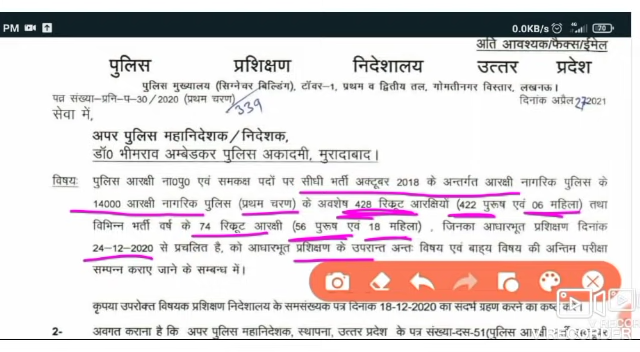 PM
0.0KB/s 70
अति आवश्यक/फैक्स/ईमेल
पुलिस प्रशिक्षण निदेशालय उत्तर प्रदेश
पुलिस मुख्यालय (सिग्नेचर बिल्डिंग), टॉवर-1, प्रथम व द्वितीय तल, गोमतीनगर विस्तार, लखनऊ।
पत्र संख्या-प्रनि-प-30/2020 (प्रथम चरण)/339 दिनांक अप्रैल 27 2021
सेवा में,
अपर पुलिस महानिदेशक/निदेशक,
डॉ0 भीमराव अम्बेडकर पुलिस अकादमी, मुरादाबाद।
विषयः पुलिस आरक्षी ना0पु0 एवं समकक्ष पदों पर सीधी भर्ती अक्टूबर 2018 के अन्तर्गत आरक्षी नागरिक पुलिस के
14000 आरक्षी नागरिक पुलिस (प्रथम चरण) के अवशेष 428 रिक्रूट आरक्षियों (422 पुरूष एवं 06 महिला) तथा
विभिन्न भर्ती वर्ष के 74 रिक्रूट आरक्षी (56 पुरूष एवं 18 महिला), जिनका आधारभूत प्रशिक्षण दिनांक
24-12-2020 से प्रचलित है, को आधारभूत प्रशिक्षण के उपरान्त अन्तः विषय एवं बाह्य विषय की अन्तिम परीक्षा
सम्पन्न कराए जाने के सम्बन्ध में।
कृपया उपरोक्त विषयक प्रशिक्षण निदेशालय के समसंख्यक पत्र दिनांक 18-12-2020 का सदर्भ ग्रहण करने का कष्ट
2- अवगत कराना है कि अपर पुलिस महानिदेशक, स्थापना, उत्तर प्रदेश के पत्र संख्या-दस-51(पुलिस